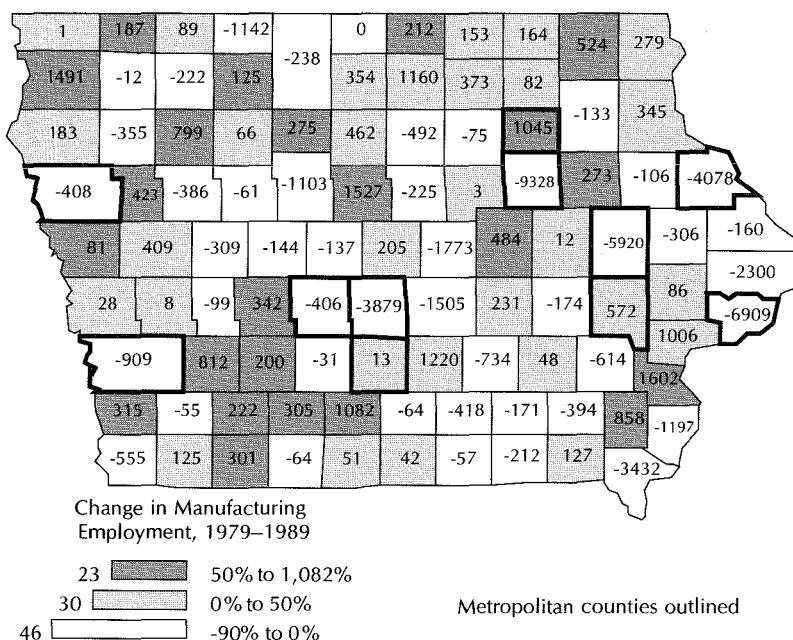 1 187 89 -1142 0 212 153 164 524 279
-238
1491 -12 -222 125 354 1160 373 82
-133 345
183 -355 799 66 275 462 -492 -75 1045
-408 423 -386 -61 -1103 1527 -225 3 -9328 273 -106 -4078
81 409 -309 -144 -137 205 -1773 484 12 -5920 -306 -160
-2300
28 8 -99 342 -406 -3879 -1505 231 -174 572 86 -6909
1006
-909 812 200 -31 13 1220 -734 48 -614
1602
315 -55 222 305 1082 -64 -418 -171 -394 858 -1197
-555 125 301 -64 51 42 -57 -212 127 -3432
Change in Manufacturing
Employment, 1979–1989
23 50% to 1,082%
30 0% to 50%
46 -90% to 0%
Metropolitan counties outlined